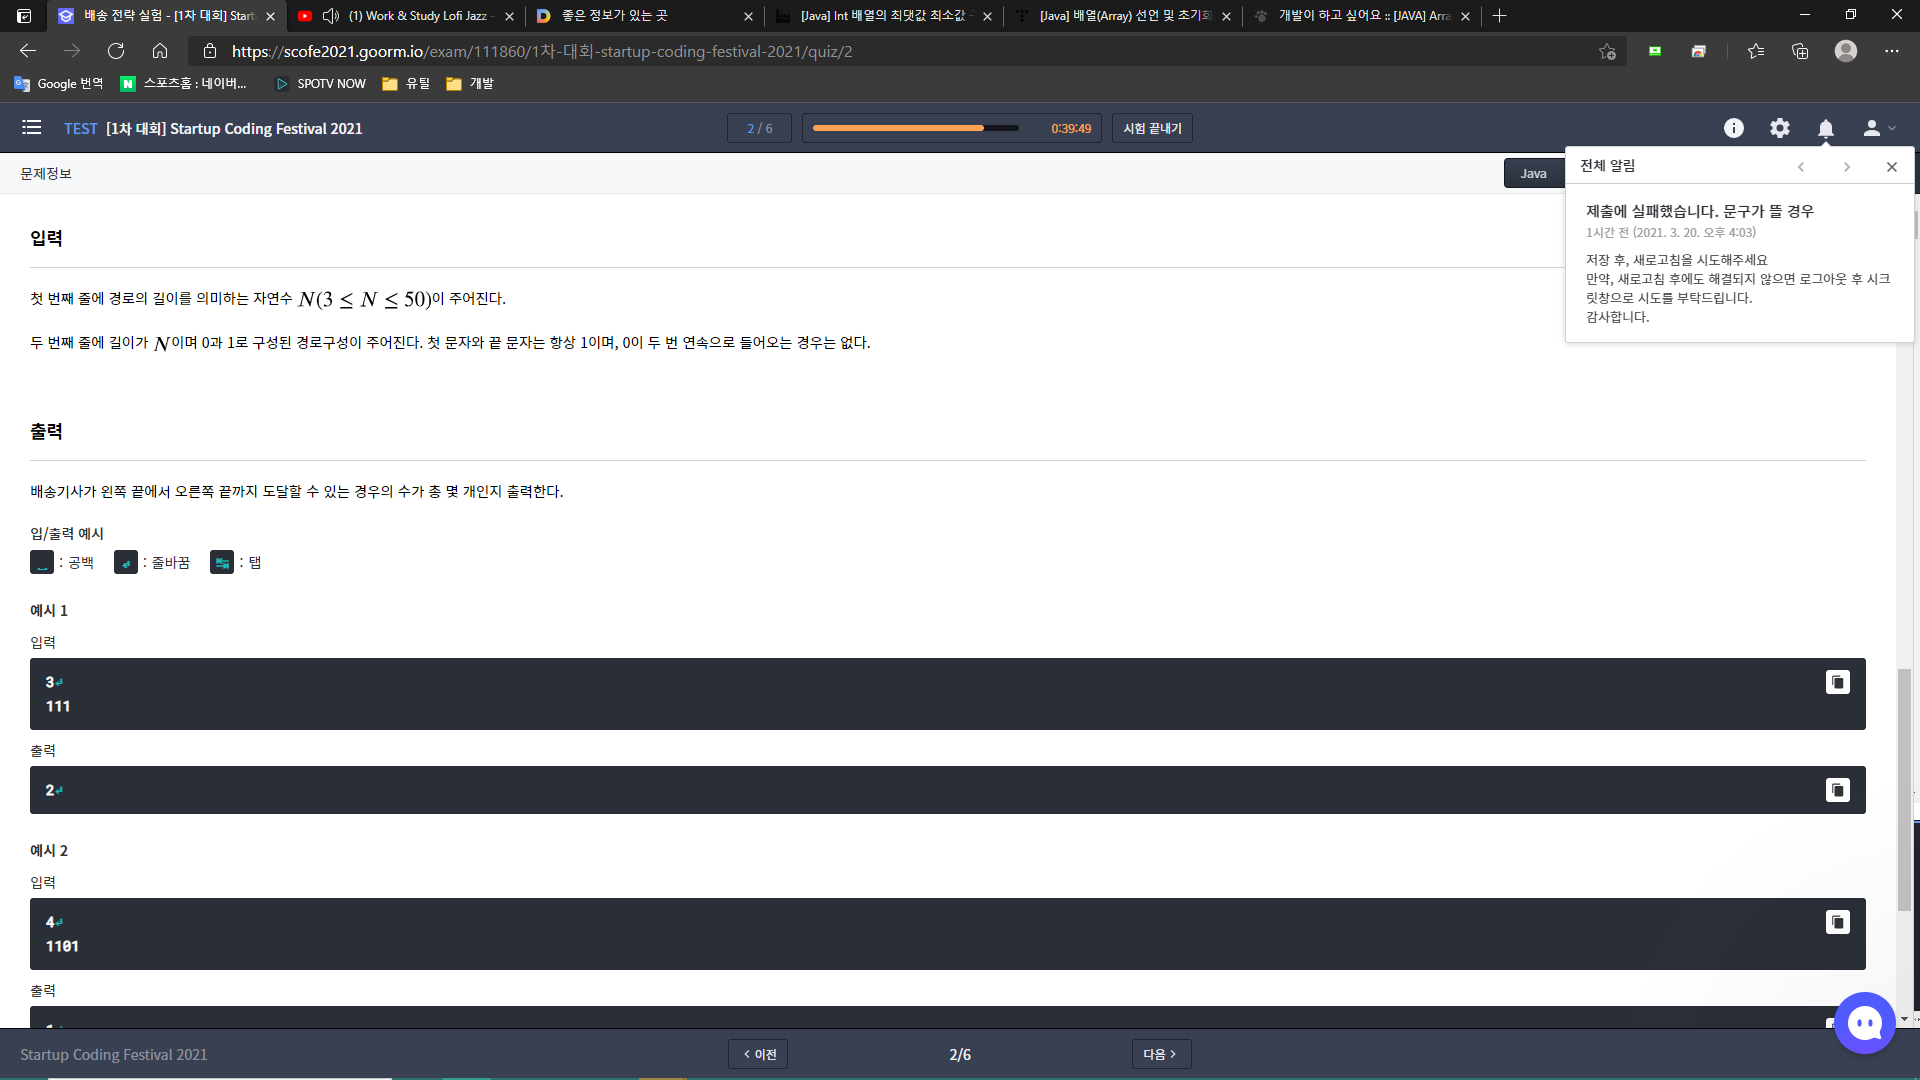 배송 전략 실험 - [1차 대회] Start
(1) Work & Study Lofi Jazz -
좋은 정보가 있는 곳
[Java] Int 배열의 최댓값 최소값 -
[Java] 배열(Array) 선언 및 초기화
개발이 하고 싶어요 :: [JAVA] Arra
https://scofe2021.goorm.io/exam/111860/1차-대회-startup-coding-festival-2021/quiz/2
Google 번역
스포츠홈 : 네이버...
SPOTV NOW
유틸
개발
TEST [1차 대회] Startup Coding Festival 2021
2 / 6
0:39:49
시험 끝내기
문제정보
Java
전체 알림
제출에 실패했습니다. 문구가 뜰 경우
1시간 전 (2021. 3. 20. 오후 4:03)
저장 후, 새로고침을 시도해주세요
만약, 새로고침 후에도 해결되지 않으면 로그아웃 후 시크
릿창으로 시도를 부탁드립니다.
감사합니다.
입력
첫 번째 줄에 경로의 길이를 의미하는 자연수 N(3 ≤ N ≤ 50)이 주어진다.
두 번째 줄에 길이가 N이며 0과 1로 구성된 경로구성이 주어진다. 첫 문자와 끝 문자는 항상 1이며, 0이 두 번 연속으로 들어오는 경우는 없다.
출력
배송기사가 왼쪽 끝에서 오른쪽 끝까지 도달할 수 있는 경우의 수가 총 몇 개인지 출력한다.
입/출력 예시
: 공백 : 줄바꿈 : 탭
예시 1
입력
3
111
출력
2
예시 2
입력
4
1101
출력
Startup Coding Festival 2021
이전
2/6
다음